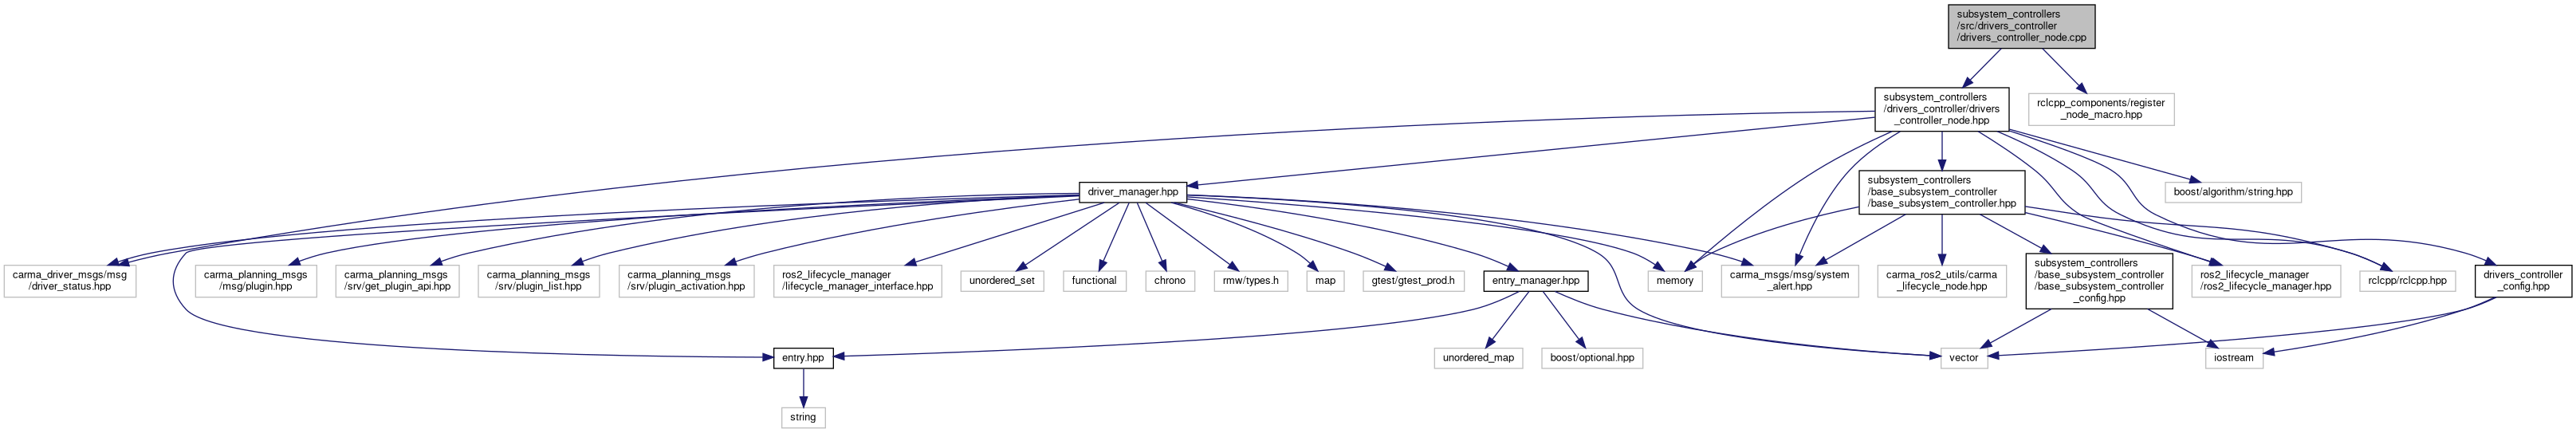 subsystem_controllers
/src/drivers_controller
/drivers_controller_node.cpp
subsystem_controllers
/drivers_controller/drivers
_controller_node.hpp
rclcpp_components/register
_node_macro.hpp
driver_manager.hpp
subsystem_controllers
/base_subsystem_controller
/base_subsystem_controller.hpp
boost/algorithm/string.hpp
carma_driver_msgs/msg
/driver_status.hpp
carma_planning_msgs
/msg/plugin.hpp
carma_planning_msgs
/srv/get_plugin_api.hpp
carma_planning_msgs
/srv/plugin_list.hpp
carma_planning_msgs
/srv/plugin_activation.hpp
ros2_lifecycle_manager
/lifecycle_manager_interface.hpp
unordered_set
functional
chrono
rmw/types.h
map
gtest/gtest_prod.h
entry_manager.hpp
memory
carma_msgs/msg/system
_alert.hpp
carma_ros2_utils/carma
_lifecycle_node.hpp
subsystem_controllers
/base_subsystem_controller
/base_subsystem_controller
_config.hpp
ros2_lifecycle_manager
/ros2_lifecycle_manager.hpp
rclcpp/rclcpp.hpp
drivers_controller
_config.hpp
entry.hpp
unordered_map
boost/optional.hpp
vector
iostream
string